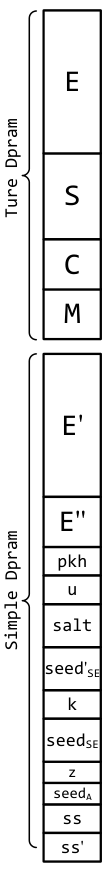 Ture Dpram
E
S
C
M
Simple Dpram
E'
E"
pkh
u
salt
seed'SE
k
seedSE
z
seedA
ss
ss'